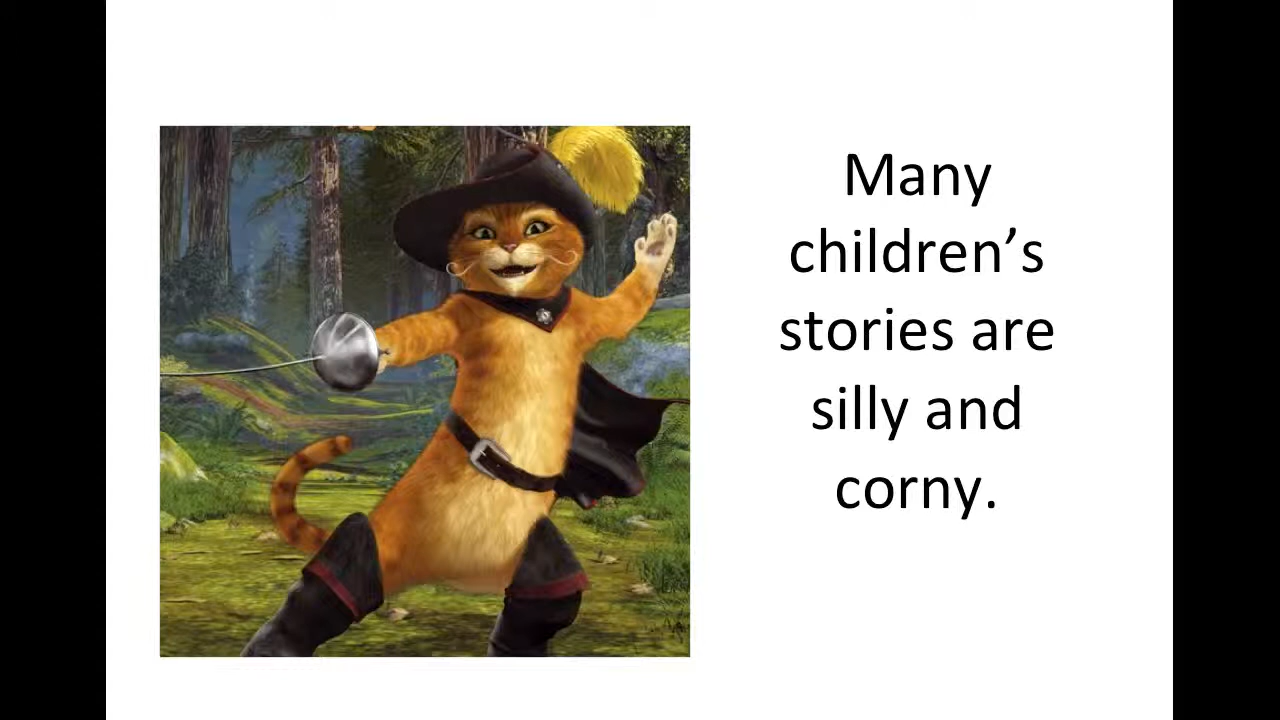 Many
children’s
stories are
silly and
corny.